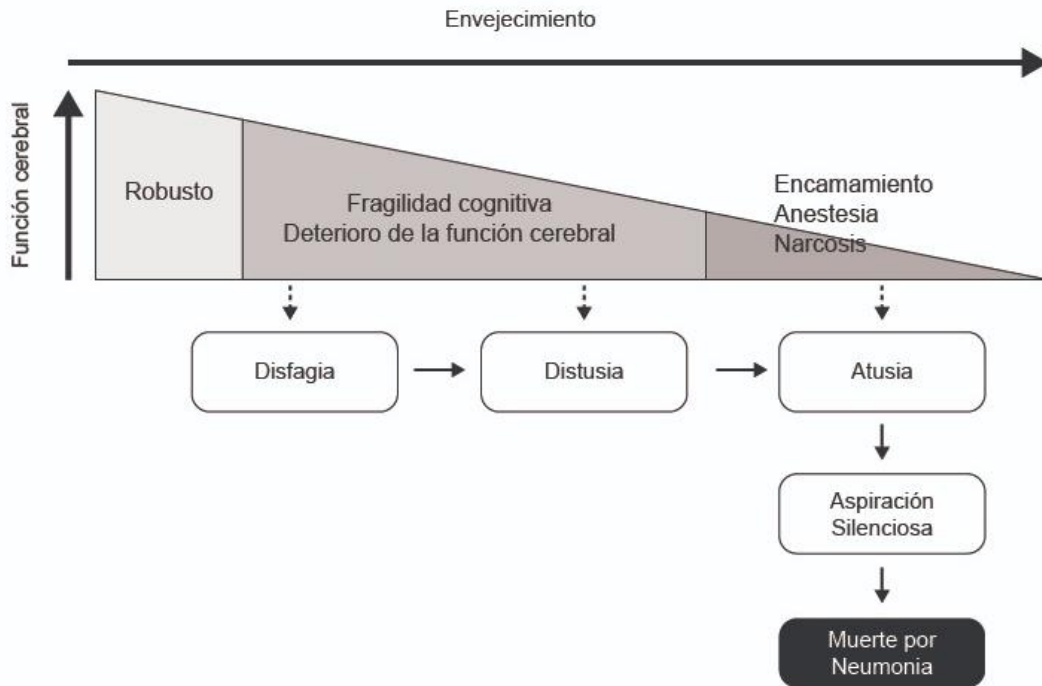 Envejecimiento
Función cerebral
Robusto
Fragilidad cognitiva
Deterioro de la función cerebral
Encamamiento
Anestesia
Narcosis
Disfagia
Distusia
Atusia
Aspiración
Silenciosa
Muerte por
Neumonia